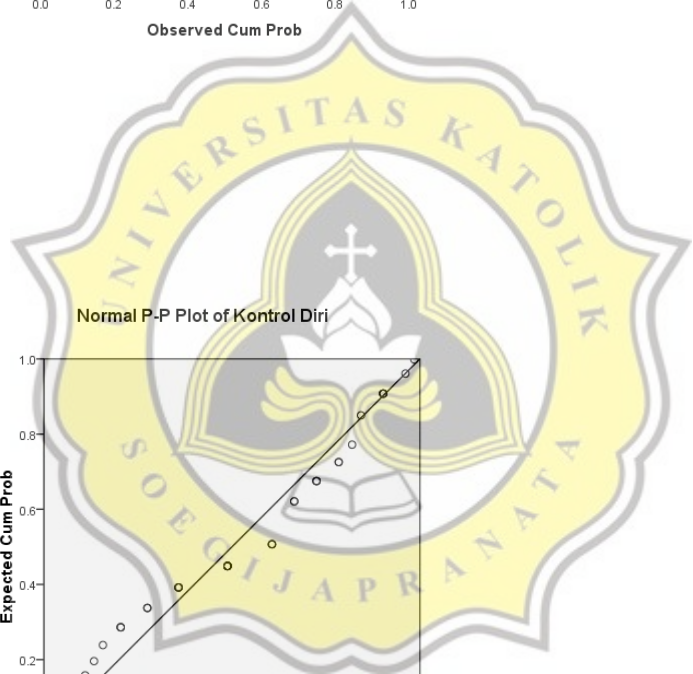 0.0 0.2 0.4 0.6 0.8 1.0
Observed Cum Prob
UNIVERSITAS KATOLIK
Normal P-P Plot of Kontrol Diri
1.0
0.8
0.6
0.4
0.2
Expected Cum Prob
SOEGIJAPRANATA